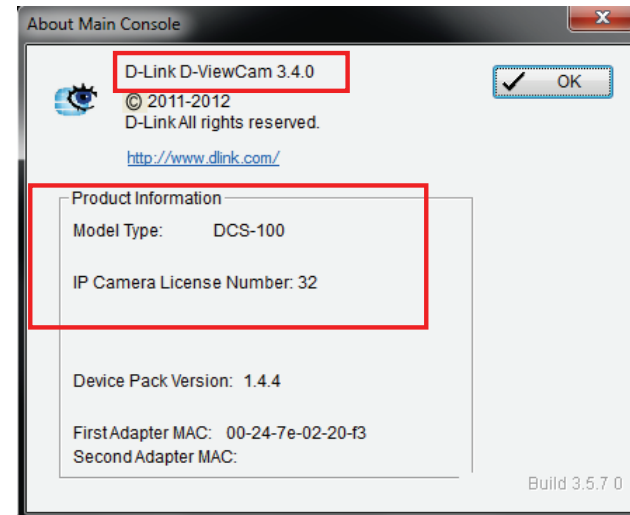 About Main Console
D-Link D-ViewCam 3.4.0
© 2011-2012
D-Link All rights reserved.
http://www.dlink.com/
OK
Product Information
Model Type: DCS-100
IP Camera License Number: 32
Device Pack Version: 1.4.4
First Adapter MAC: 00-24-7e-02-20-f3
Second Adapter MAC:
Build 3.5.7 0